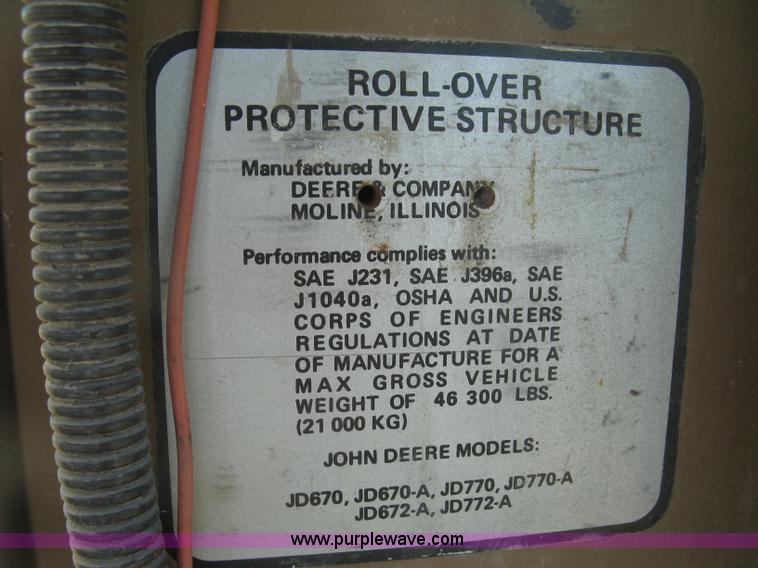 ROLL-OVER
PROTECTIVE STRUCTURE
Manufactured by:
DEERE & COMPANY
MOLINE, ILLINOIS
Performance complies with:
SAE J231, SAE J396a, SAE
J1040a, OSHA AND U.S.
CORPS OF ENGINEERS
REGULATIONS AT DATE
OF MANUFACTURE FOR A
MAX GROSS VEHICLE
WEIGHT OF 46 300 LBS.
(21 000 KG)
JOHN DEERE MODELS:
JD670, JD670-A, JD770, JD770-A
JD672-A, JD772-A
www.purplewave.com